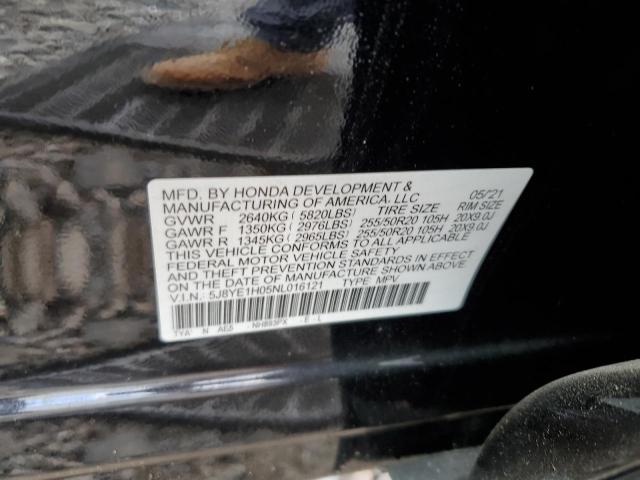 MFD. BY HONDA DEVELOPMENT & 05/21
MANUFACTURING OF AMERICA, LLC
TIRE SIZE RIM SIZE
GVWR 2640KG ( 5820LBS)
GAWR F 1350KG ( 2976LBS) 255/50R20 105H 20X9.0J
GAWR R 1345KG ( 2965LBS) 255/50R20 105H 20X9.0J
THIS VEHICLE CONFORMS TO ALL APPLICABLE
FEDERAL MOTOR VEHICLE SAFETY
AND THEFT PREVENTION STANDARDS IN EFFECT
ON THE DATE OF MANUFACTURE SHOWN ABOVE.
V.I.N.: 5J8YE1H05NL016121 TYPE: MPV
TYA N AE5 NH893PX E - L